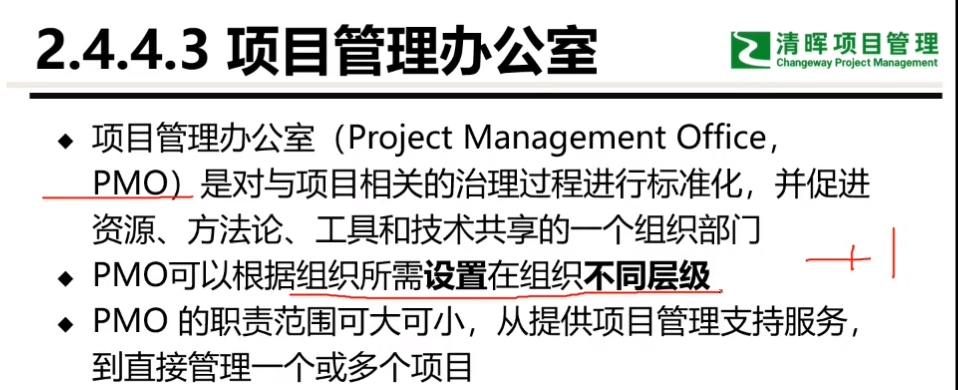 2.4.4.3 项目管理办公室
清晖项目管理
Changeway Project Management
◆ 项目管理办公室（Project Management Office，
PMO）是对与项目相关的治理过程进行标准化，并促进
资源、方法论、工具和技术共享的一个组织部门
◆ PMO可以根据组织所需设置在组织不同层级
◆ PMO 的职责范围可大可小，从提供项目管理支持服务，
到直接管理一个或多个项目